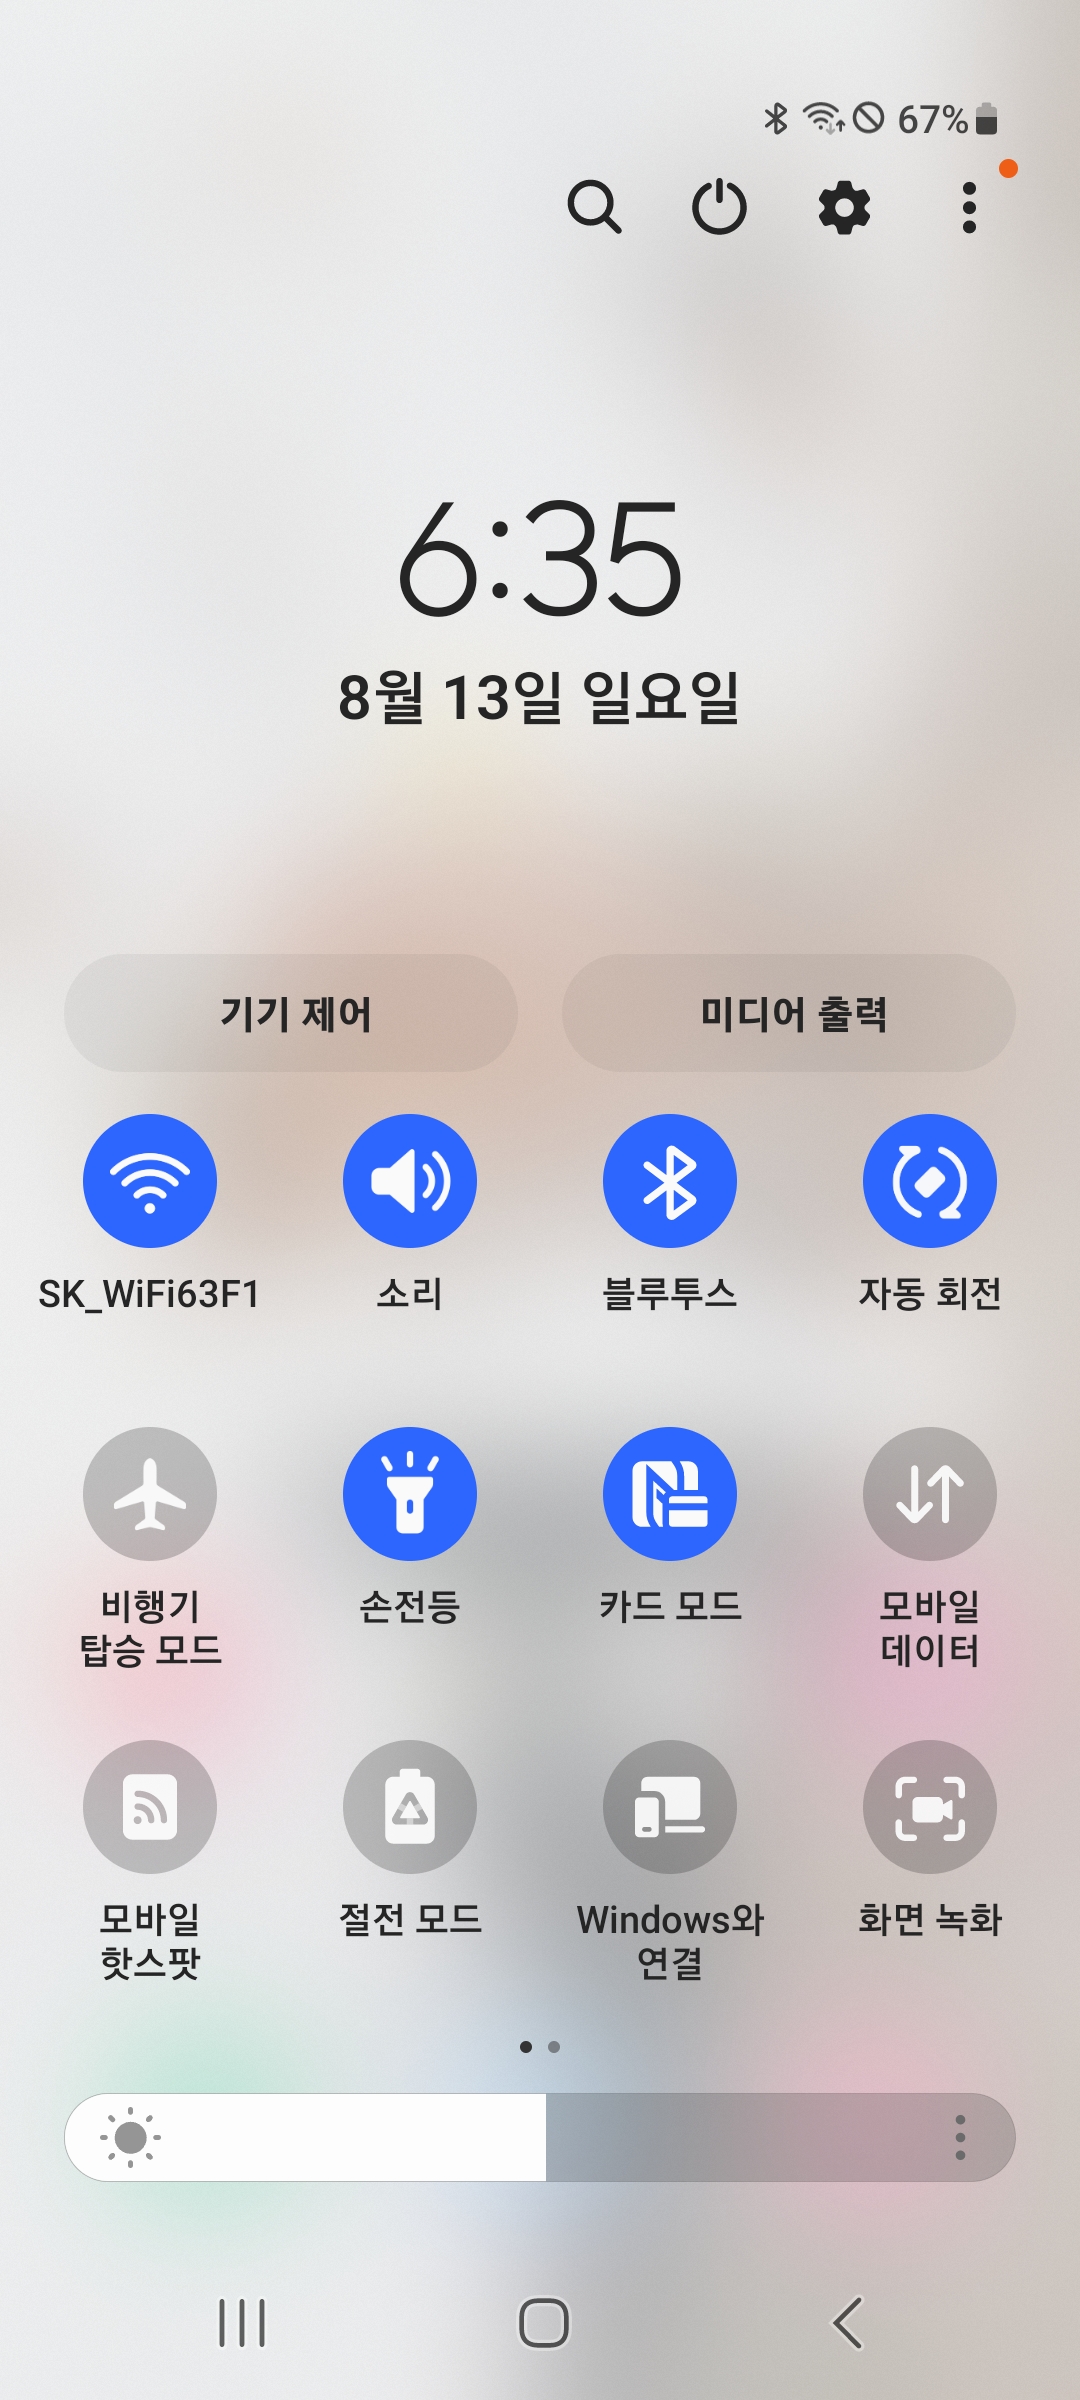 67%
6:35
8월 13일 일요일
기기 제어
미디어 출력
SK_WiFi63F1
소리
블루투스
자동 회전
비행기
탑승 모드
손전등
카드 모드
모바일
데이터
모바일
핫스팟
절전 모드
Windows와
연결
화면 녹화